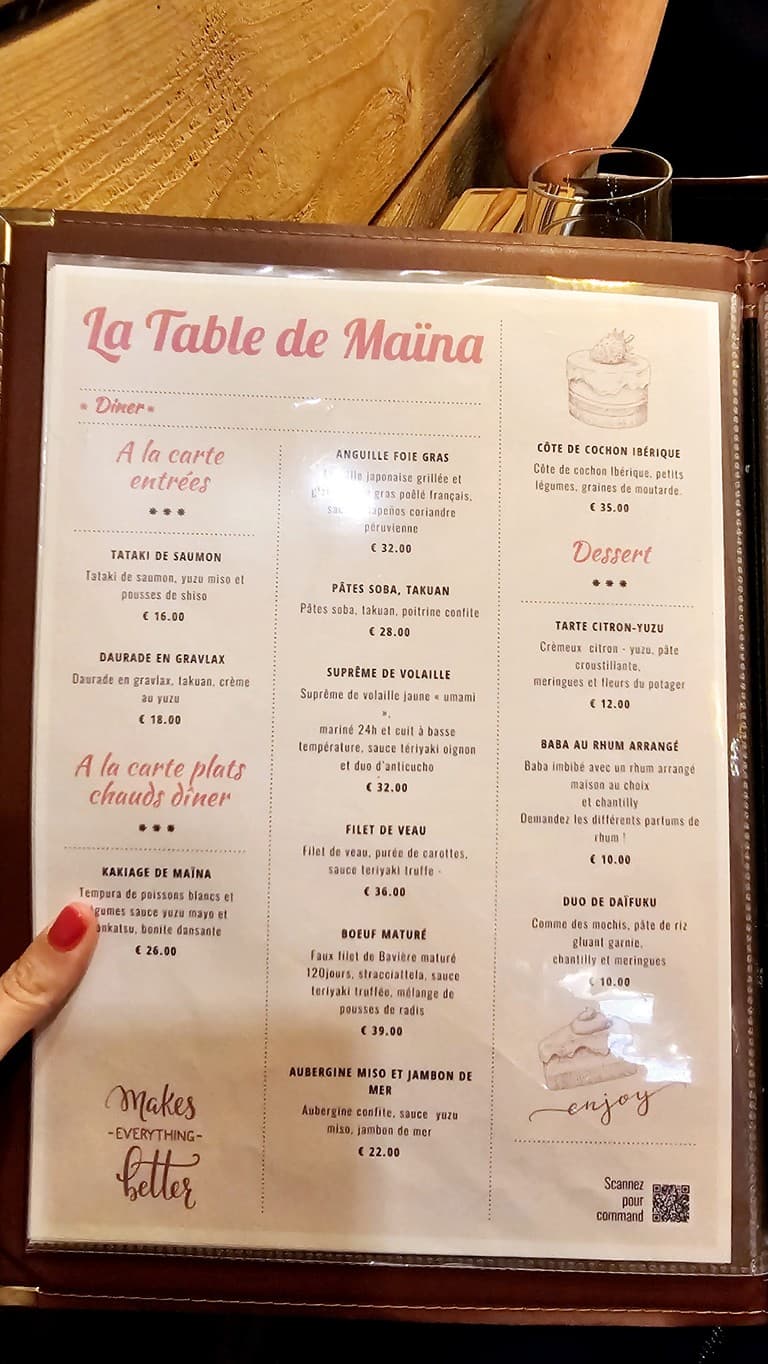 La Table de Maïna
Diner
A la carte
entrées
TATAKI DE SAUMON
Tataki de saumon, yuzu miso et
pousses de shiso
€ 16.00
DAURADE EN GRAVLAX
Daurade en gravlax, takuan, crème
au yuzu
€ 18.00
A la carte plats
chauds dîner
KAKIAGE DE MAÏNA
Tempura de poissons blancs et
sauce yuzu mayo et
bonite dansante
€ 26.00
Makes
-EVERYTHING-
better
ANGUILLE FOIE GRAS
japonaise grillée et
gras poêlé français,
coriandre
péruvienne
€ 32.00
PÂTES SOBA, TAKUAN
Pâtes soba, takuan, poitrine confite
€ 28.00
SUPRÊME DE VOLAILLE
Suprême de volaille jaune « umami
»,
mariné 24h et cuit à basse
température, sauce tériyaki oignon
et duo d'anticucho
€ 32.00
FILET DE VEAU
Filet de veau, purée de carottes,
sauce teriyaki truffe -
€ 36.00
BOEUF MATURÉ
Faux filet de Bavière maturé
120jours, stracciattela, sauce
teriyaki truffée, mélange de
pousses de radis
€ 39.00
AUBERGINE MISO ET JAMBON DE
MER
Aubergine confite, sauce yuzu
miso, jambon de mer
€ 22.00
CÔTE DE COCHON IBÉRIQUE
Côte de cochon Ibérique, petits
légumes, graines de moutarde.
€ 35.00
Dessert
TARTE CITRON-YUZU
Crèmeux citron - yuzu, pâte
croustillante,
meringues et fleurs du potager
€ 12.00
BABA AU RHUM ARRANGÉ
Baba imbibé avec un rhum arrangé
maison au choix
et chantilly
Demandez les différents parfums de
rhum !
€ 10.00
DUO DE DAÏFUKU
Comme des mochis, pâte de riz
gluant garnie,
chantilly et meringues
€ 10.00
enjoy
Scannez
pour
command